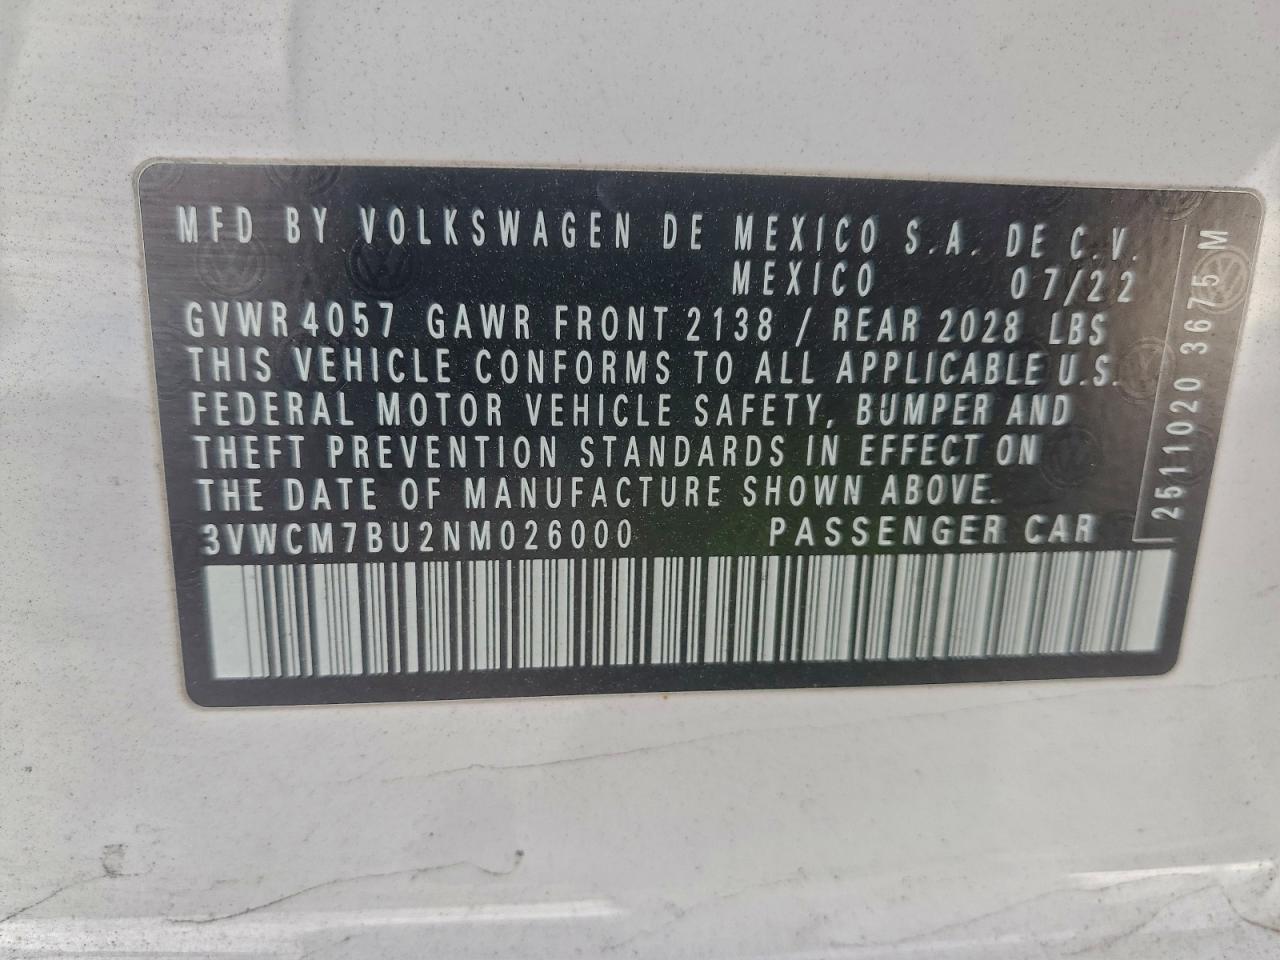 MFD BY VOLKSWAGEN DE MEXICO S.A. DE C.V.
MEXICO 07/22
GVWR 4057 GAWR FRONT 2138 / REAR 2028 LBS
THIS VEHICLE CONFORMS TO ALL APPLICABLE U.S.
FEDERAL MOTOR VEHICLE SAFETY, BUMPER AND
THEFT PREVENTION STANDARDS IN EFFECT ON
THE DATE OF MANUFACTURE SHOWN ABOVE.
3VWCM7BU2NM026000 PASSENGER CAR
2511020 3675 M